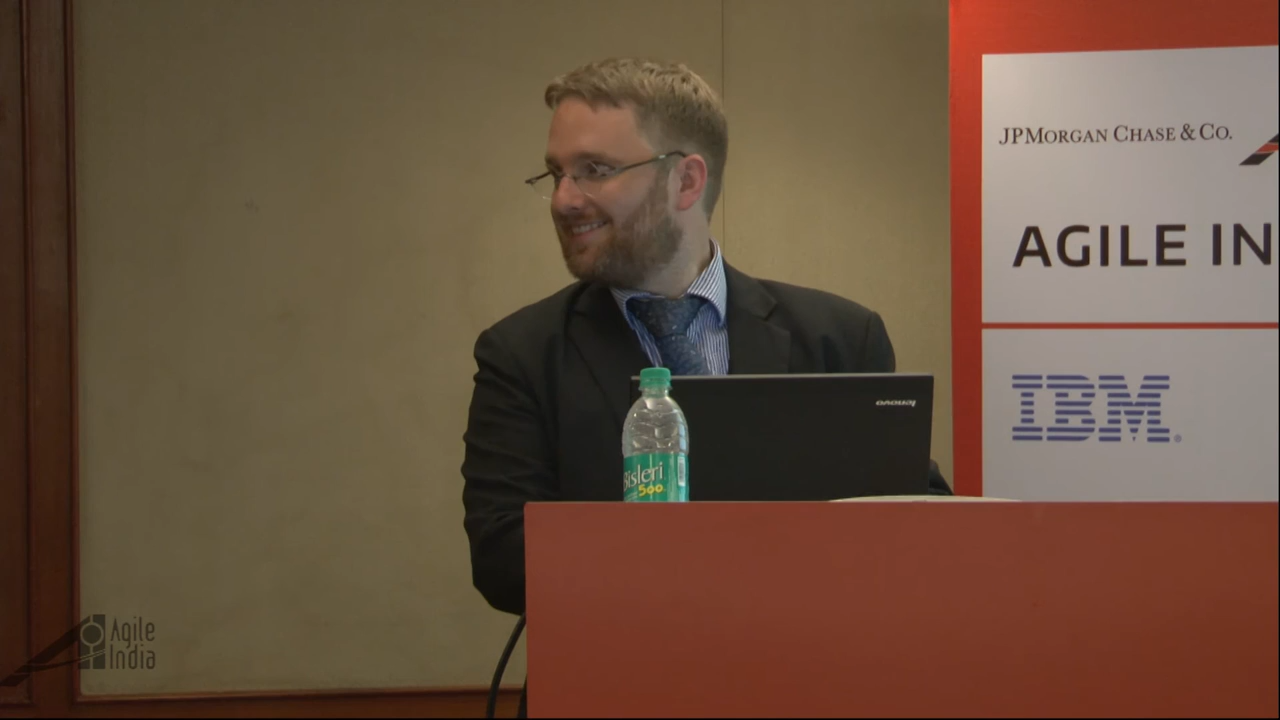 JPMORGAN CHASE & CO.
AGILE IN
IBM
lenovo
Bisleri
500
Agile
India